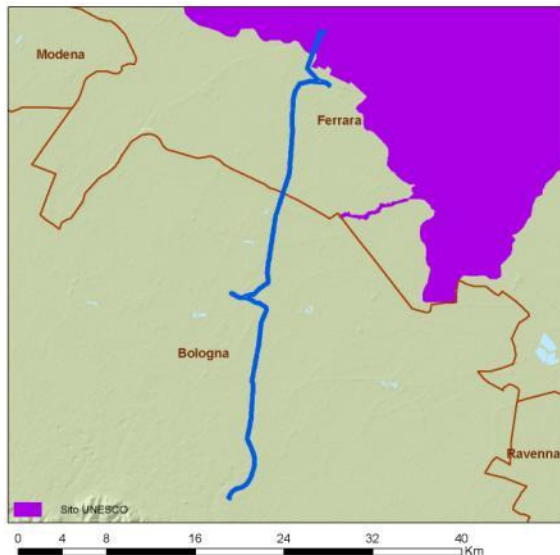 Modena
Ferrara
Bologna
Ravenna
Sito UNESCO
0 4 8 16 24 32 40
Km